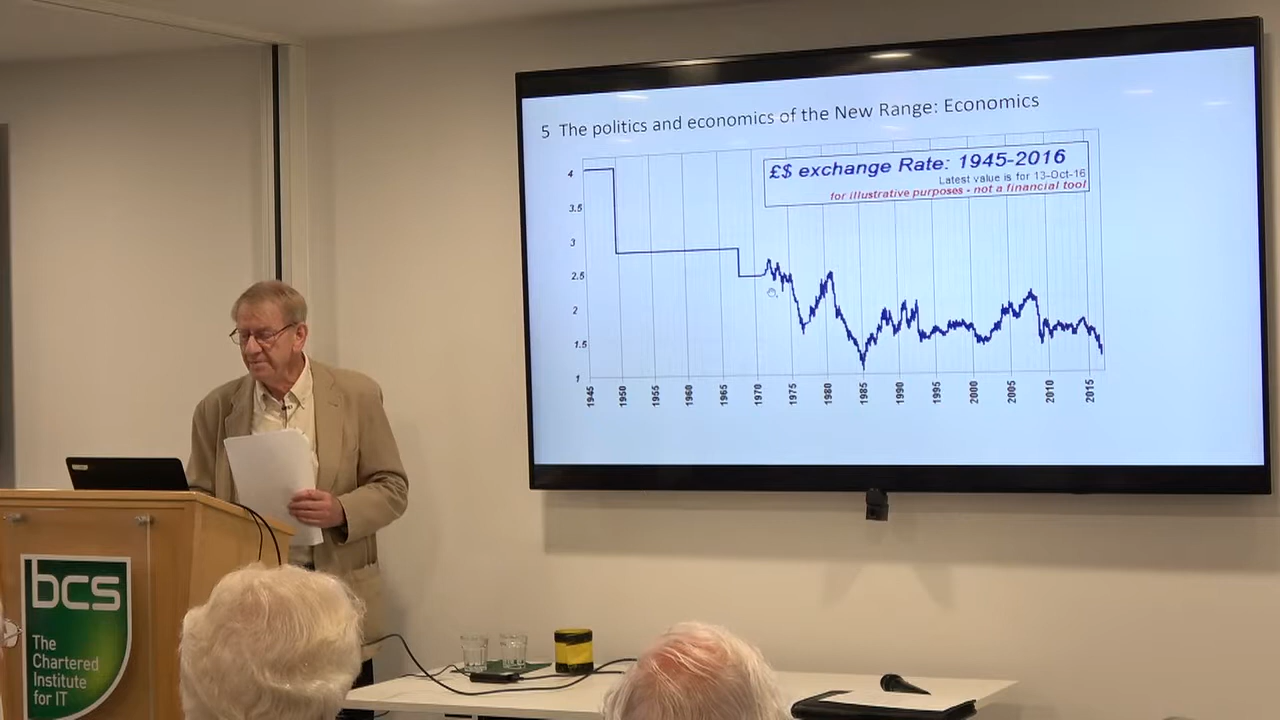 5 The politics and economics of the New Range: Economics
£$ exchange Rate: 1945-2016
Latest value is for 13-Oct-16
for illustrative purposes - not a financial tool
4
3.5
3
2.5
2
1.5
1
1945
1950
1955
1960
1965
1970
1975
1980
1985
1990
1995
2000
2005
2010
2015
bcs
The
Chartered
Institute
for IT